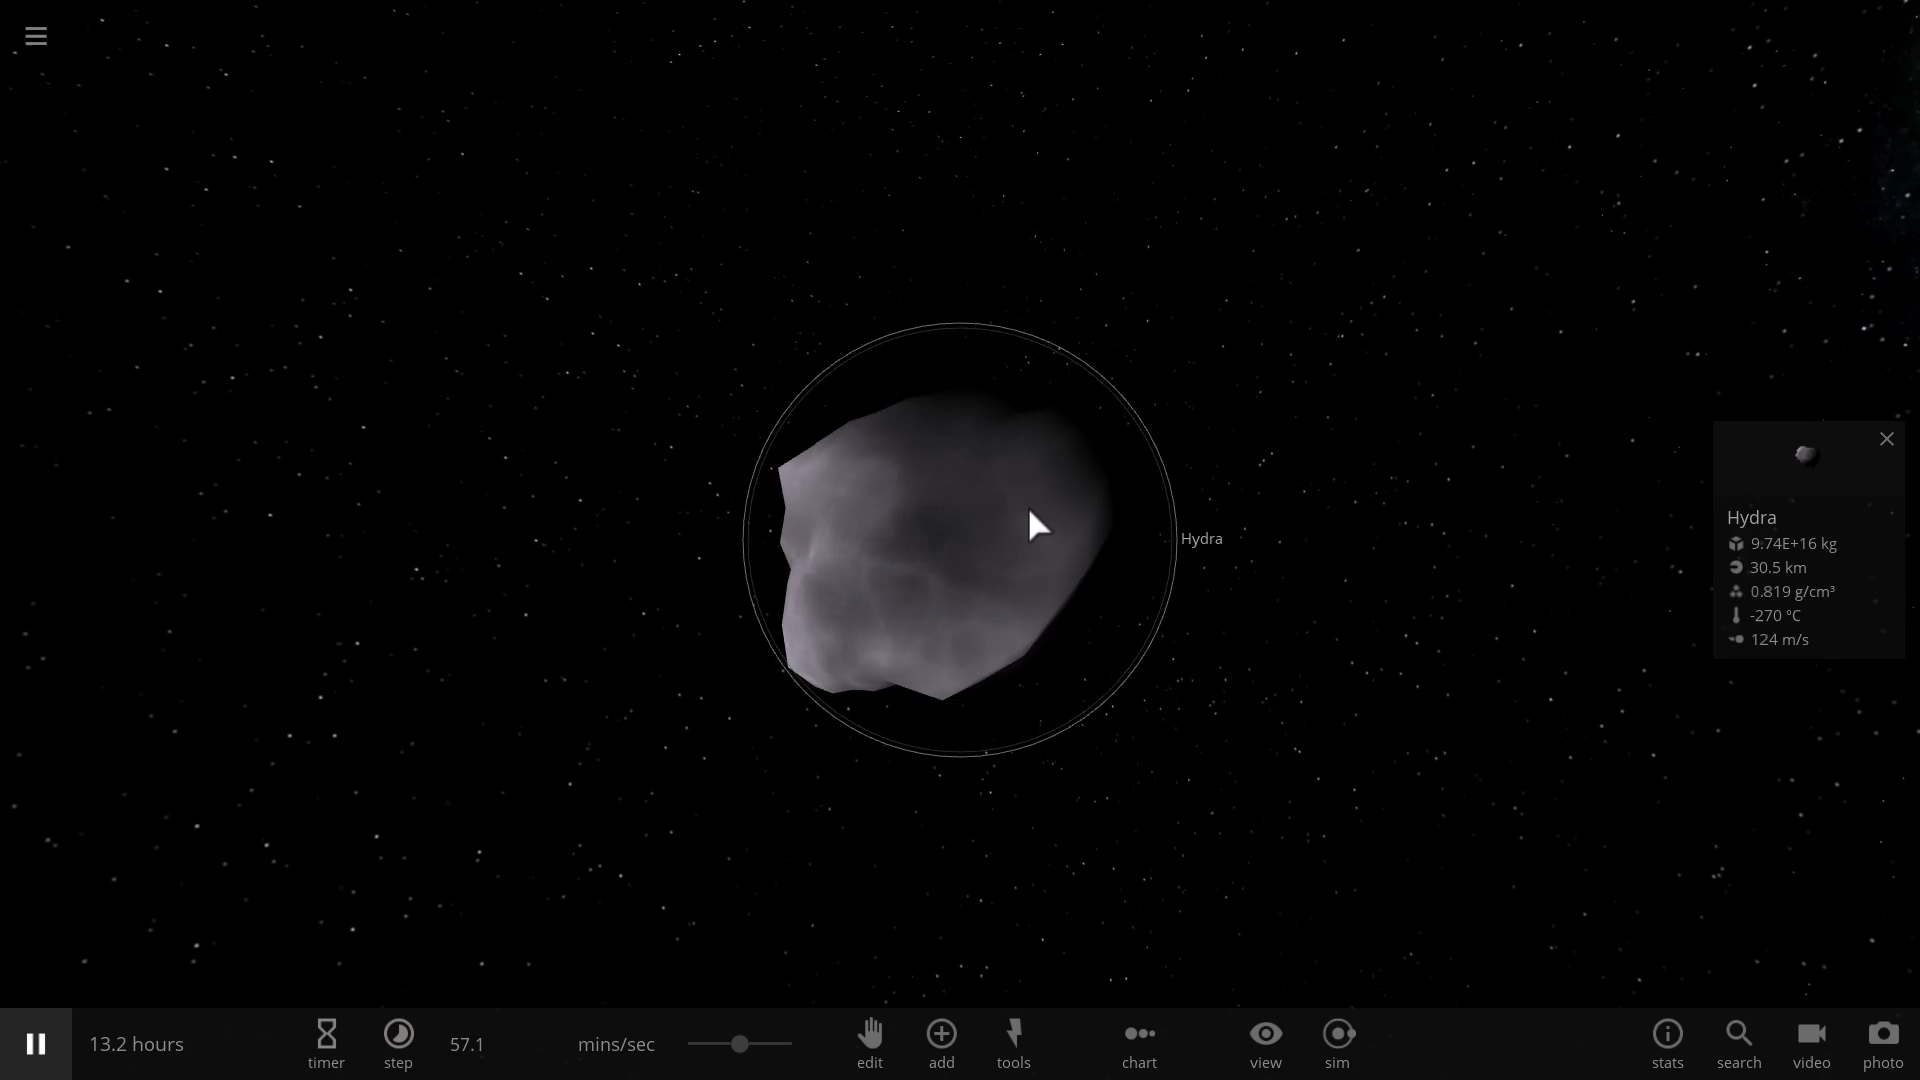 Hydra
Hydra
9.74E+16 kg
30.5 km
0.819 g/cm³
-270 °C
124 m/s
13.2 hours
timer
step
57.1
mins/sec
edit
add
tools
chart
view
sim
stats
search
video
photo